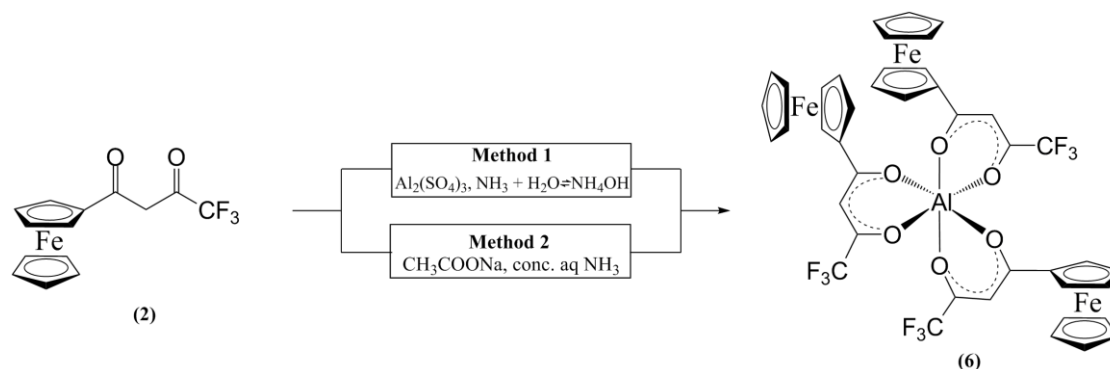 O O
CF₃
Fe
(2)
Method 1
Al₂(SO₄)₃, NH₃ + H₂O⇌NH₄OH
Method 2
CH₃COONa, conc. aq NH₃
Fe
Fe
O
O
CF₃
O
Al
O
O
O
F₃C
F₃C
Fe
(6)